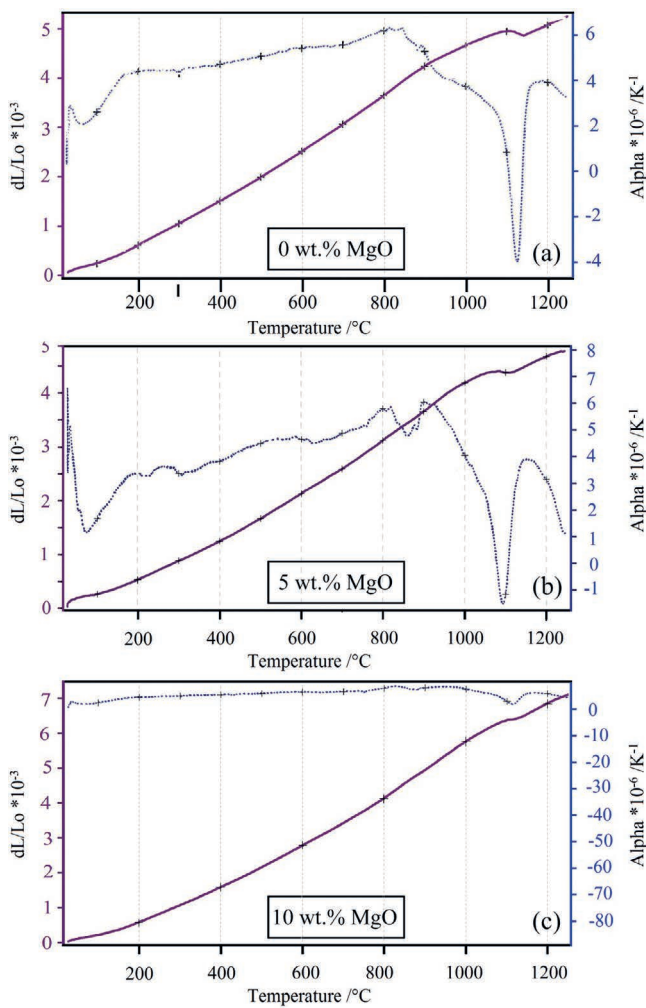 5
4
3
2
1
0
dL/Lo *10⁻³
6
4
2
0
-2
-4
Alpha *10⁻⁶ /K⁻¹
0 wt.% MgO
(a)
200 400 600 800 1000 1200
Temperature /°C
5
4
3
2
1
0
dL/Lo *10⁻³
8
7
6
5
4
3
2
1
0
-1
Alpha *10⁻⁶ /K⁻¹
5 wt.% MgO
(b)
200 400 600 800 1000 1200
Temperature /°C
7
6
5
4
3
2
1
0
dL/Lo *10⁻³
0
-10
-20
-30
-40
-50
-60
-70
-80
Alpha *10⁻⁶ /K⁻¹
10 wt.% MgO
(c)
200 400 600 800 1000 1200
Temperature /°C